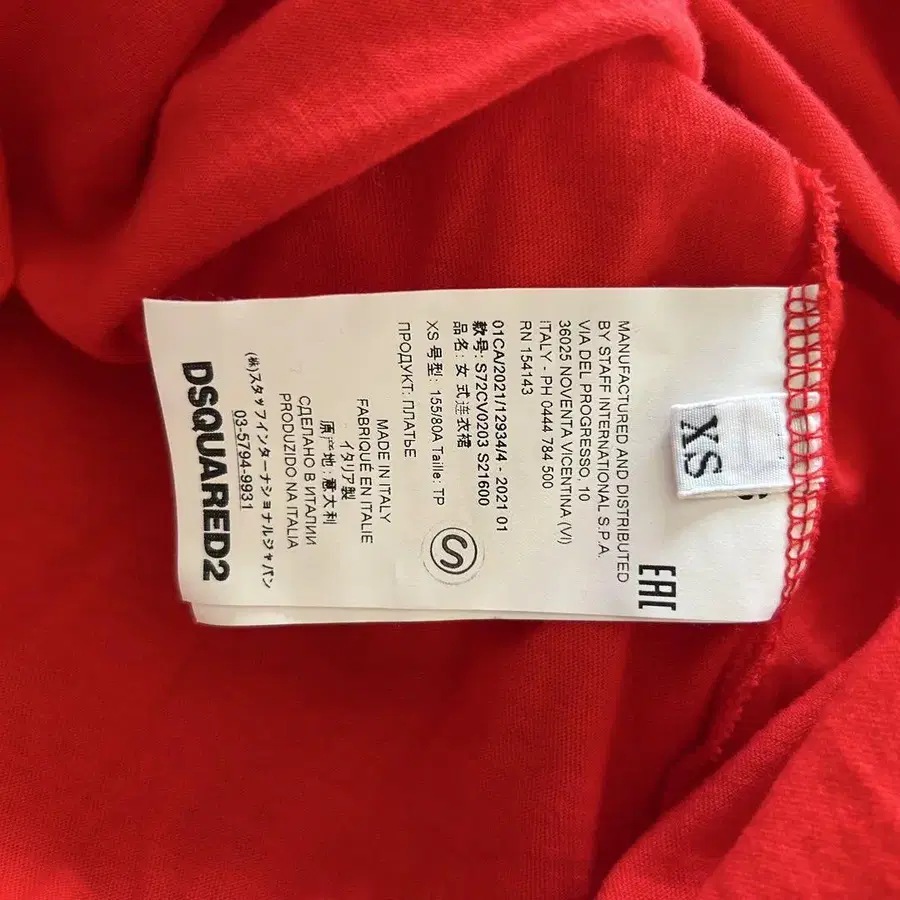 XS
EAC
MANUFACTURED AND DISTRIBUTED
BY STAFF INTERNATIONAL S.P.A.
VIA DEL PROGRESSO, 10
36025 NOVENTA VICENTINA (VI)
ITALY - PH 0444 784 500
RN 154143
01CA/2021/12934/4 - 2021 01
款号: S72CV0203 S21600
品名: 女 式 连 衣 裙
XS 号型: 155/80A Taille: TP
ПРОДУКТ: ПЛАТЬЕ
S
MADE IN ITALY
FABRIQUÉ EN ITALIE
イタリア製
原产地: 意大利
СДЕЛАНО В ИТАЛИИ
PRODUZIDO NA ITALIA
(株)スタッフインターナショナルジャパン
03-5794-9931
DSQUARED2